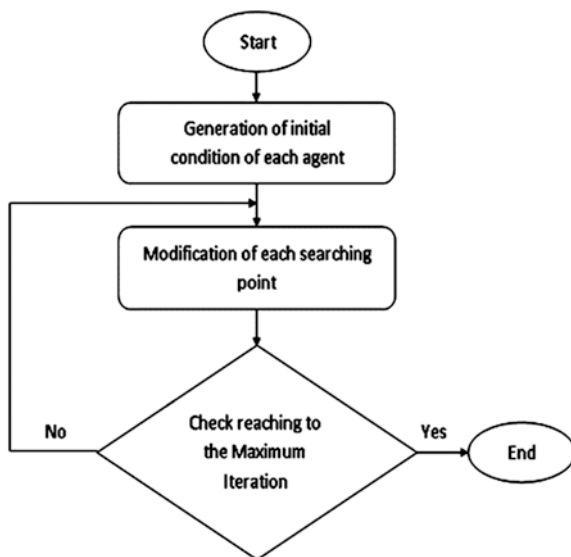 Start
Generation of initial
condition of each agent
Modification of each searching
point
Check reaching to
the Maximum
Iteration
No
Yes
End